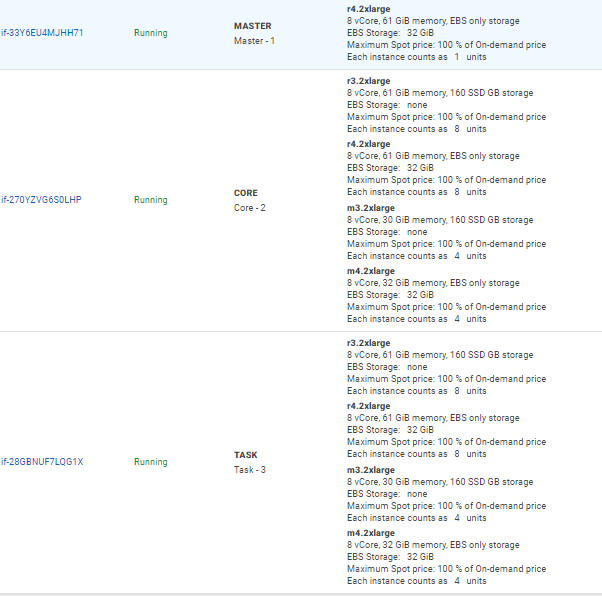 r4.2xlarge
8 vCore, 61 GiB memory, EBS only storage
if-33Y6EU4MJHH71 Running MASTER EBS Storage: 32 GiB
Master - 1 Maximum Spot price: 100 % of On-demand price
Each instance counts as 1 units
r3.2xlarge
8 vCore, 61 GiB memory, 160 SSD GB storage
EBS Storage: none
Maximum Spot price: 100 % of On-demand price
Each instance counts as 8 units
r4.2xlarge
8 vCore, 61 GiB memory, EBS only storage
EBS Storage: 32 GiB
Maximum Spot price: 100 % of On-demand price
if-270YZVG6S0LHP Running CORE Each instance counts as 8 units
Core - 2 m3.2xlarge
8 vCore, 30 GiB memory, 160 SSD GB storage
EBS Storage: none
Maximum Spot price: 100 % of On-demand price
Each instance counts as 4 units
m4.2xlarge
8 vCore, 32 GiB memory, EBS only storage
EBS Storage: 32 GiB
Maximum Spot price: 100 % of On-demand price
Each instance counts as 4 units
r3.2xlarge
8 vCore, 61 GiB memory, 160 SSD GB storage
EBS Storage: none
Maximum Spot price: 100 % of On-demand price
Each instance counts as 8 units
r4.2xlarge
8 vCore, 61 GiB memory, EBS only storage
EBS Storage: 32 GiB
Maximum Spot price: 100 % of On-demand price
if-28GBNUF7LQG1X Running TASK Each instance counts as 8 units
Task - 3 m3.2xlarge
8 vCore, 30 GiB memory, 160 SSD GB storage
EBS Storage: none
Maximum Spot price: 100 % of On-demand price
Each instance counts as 4 units
m4.2xlarge
8 vCore, 32 GiB memory, EBS only storage
EBS Storage: 32 GiB
Maximum Spot price: 100 % of On-demand price
Each instance counts as 4 units